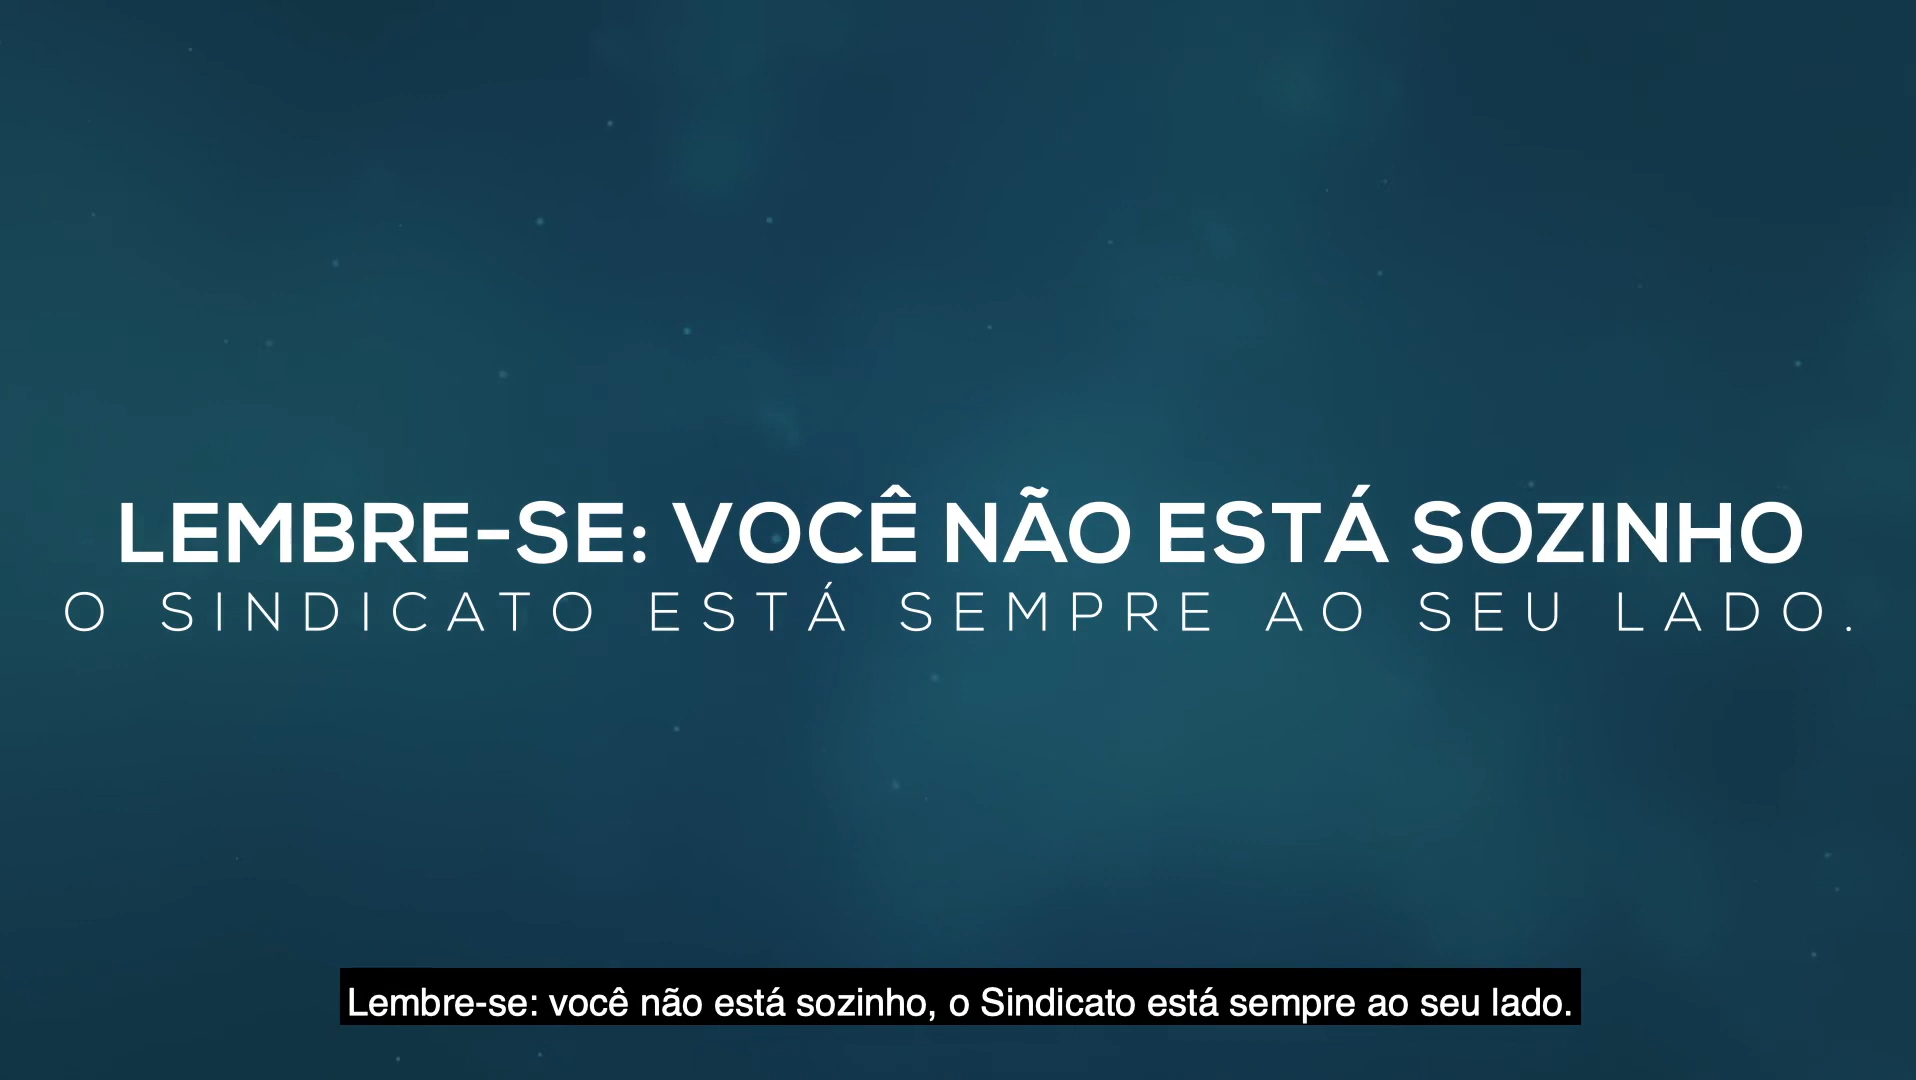 LEMBRE-SE: VOCÊ NÃO ESTÁ SOZINHO
O SINDICATO ESTÁ SEMPRE AO SEU LADO.
Lembre-se: você não está sozinho, o Sindicato está sempre ao seu lado.